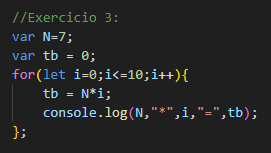 //Exercicio 3:
var N=7;
var tb = 0;
for(let i=0;i<=10;i++){
    tb = N*i;
    console.log(N,"*",i,"=",tb);
};